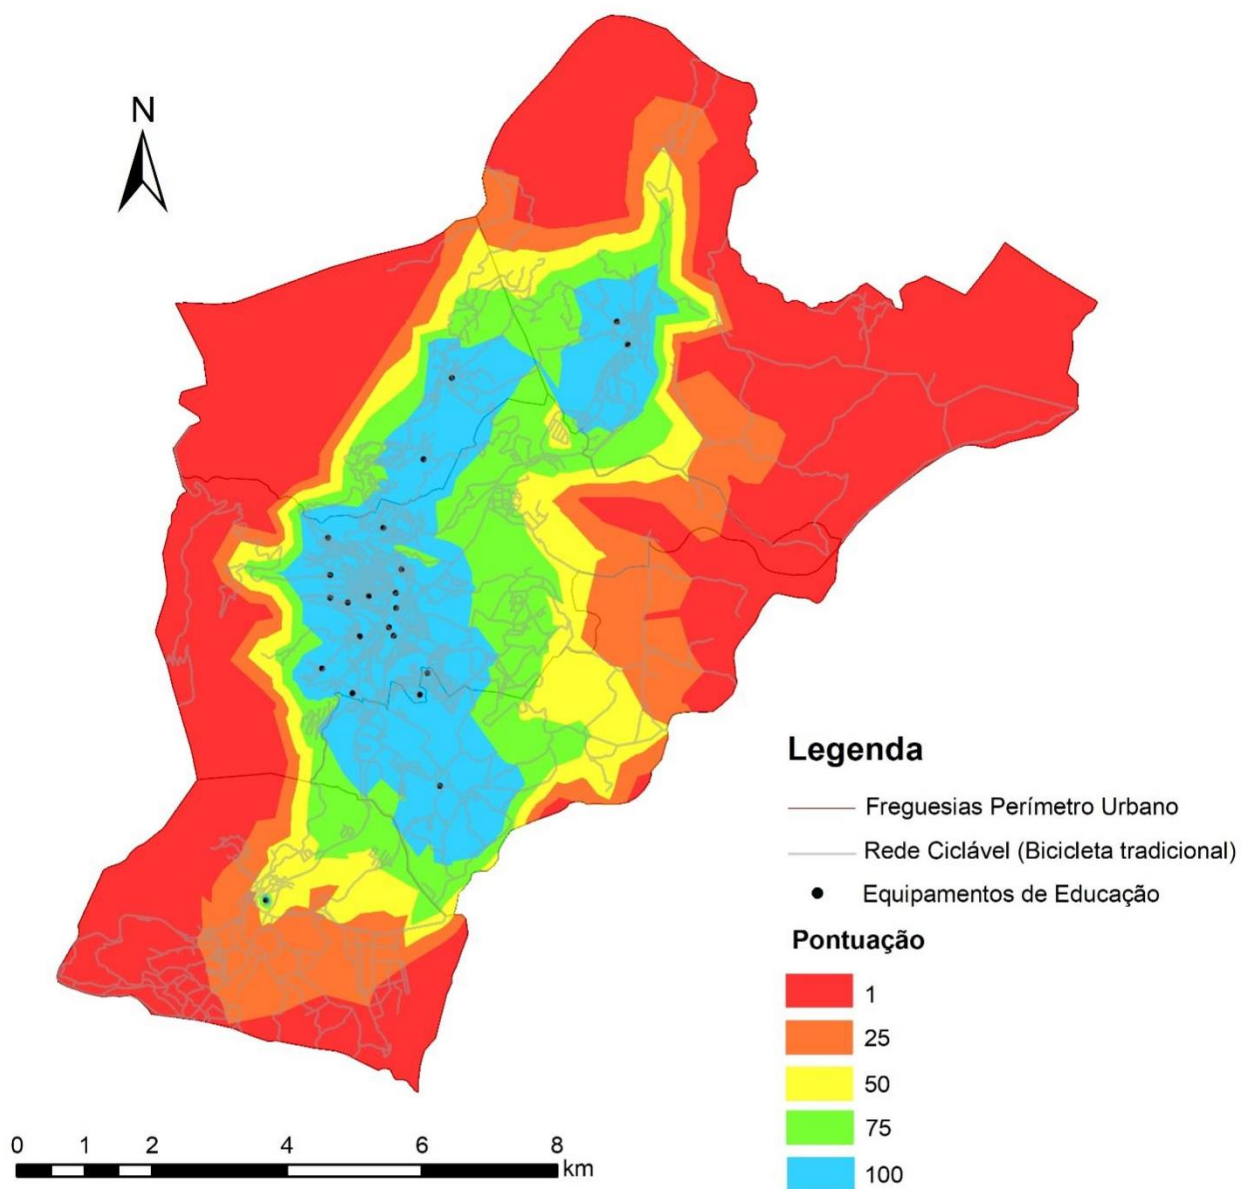 N
Legenda
Freguesias Perímetro Urbano
Rede Ciclável (Bicicleta tradicional)
Equipamentos de Educação
Pontuação
1
25
50
75
100
0 1 2 4 6 8
km